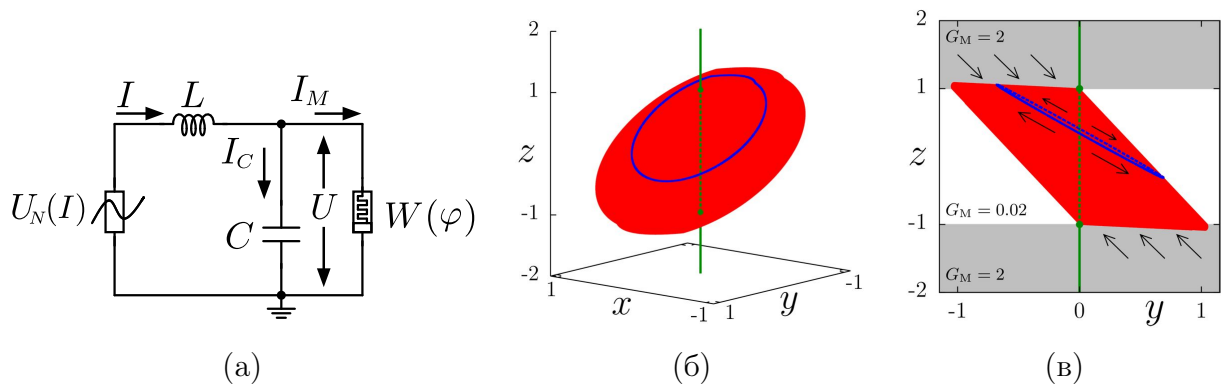 I
L
I_M
I_C
U_N(I)
C
U
W(φ)
(а)
2
1
z
-1
-2
1
x
-1
1
y
-1
(б)
2
G_M = 2
1
z
G_M = 0.02
-1
G_M = 2
-2
-1
0
y
1
(в)